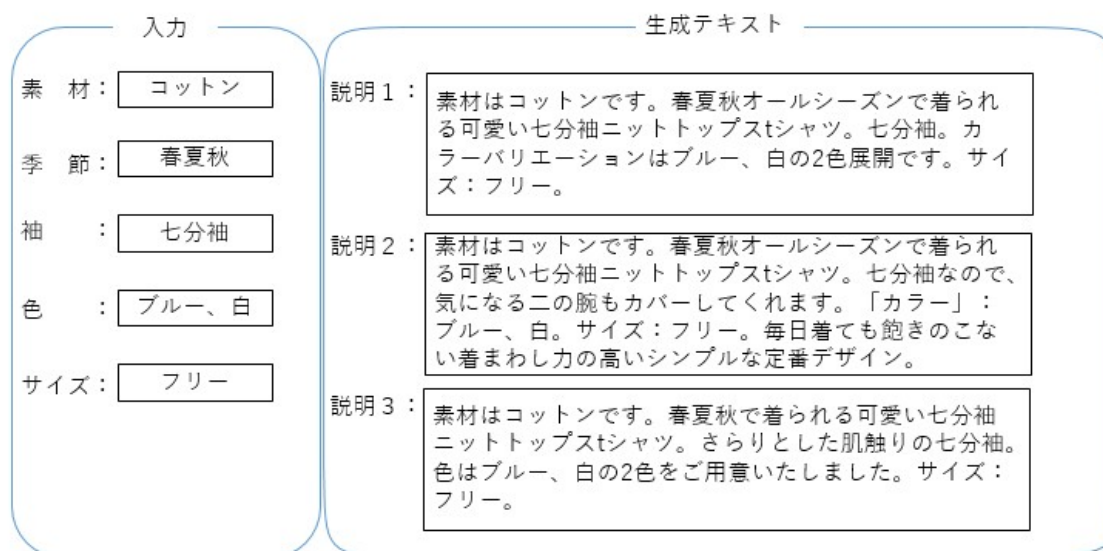 入力
素　材：　コットン
季　節：　春夏秋
袖　　：　七分袖
色　　：　ブルー、白
サイズ：　フリー
生成テキスト
説明１：
素材はコットンです。春夏秋オールシーズンで着られ
る可愛い七分袖ニットトップスtシャツ。七分袖。カ
ラーバリエーションはブルー、白の2色展開です。サイ
ズ：フリー。
説明２：
素材はコットンです。春夏秋オールシーズンで着られ
る可愛い七分袖ニットトップスtシャツ。七分袖なので、
気になる二の腕もカバーしてくれます。「カラー」：
ブルー、白。サイズ：フリー。毎日着ても飽きのこな
い着まわし力の高いシンプルな定番デザイン。
説明３：
素材はコットンです。春夏秋で着られる可愛い七分袖
ニットトップスtシャツ。さらりとした肌触りの七分袖。
色はブルー、白の2色をご用意いたしました。サイズ：
フリー。